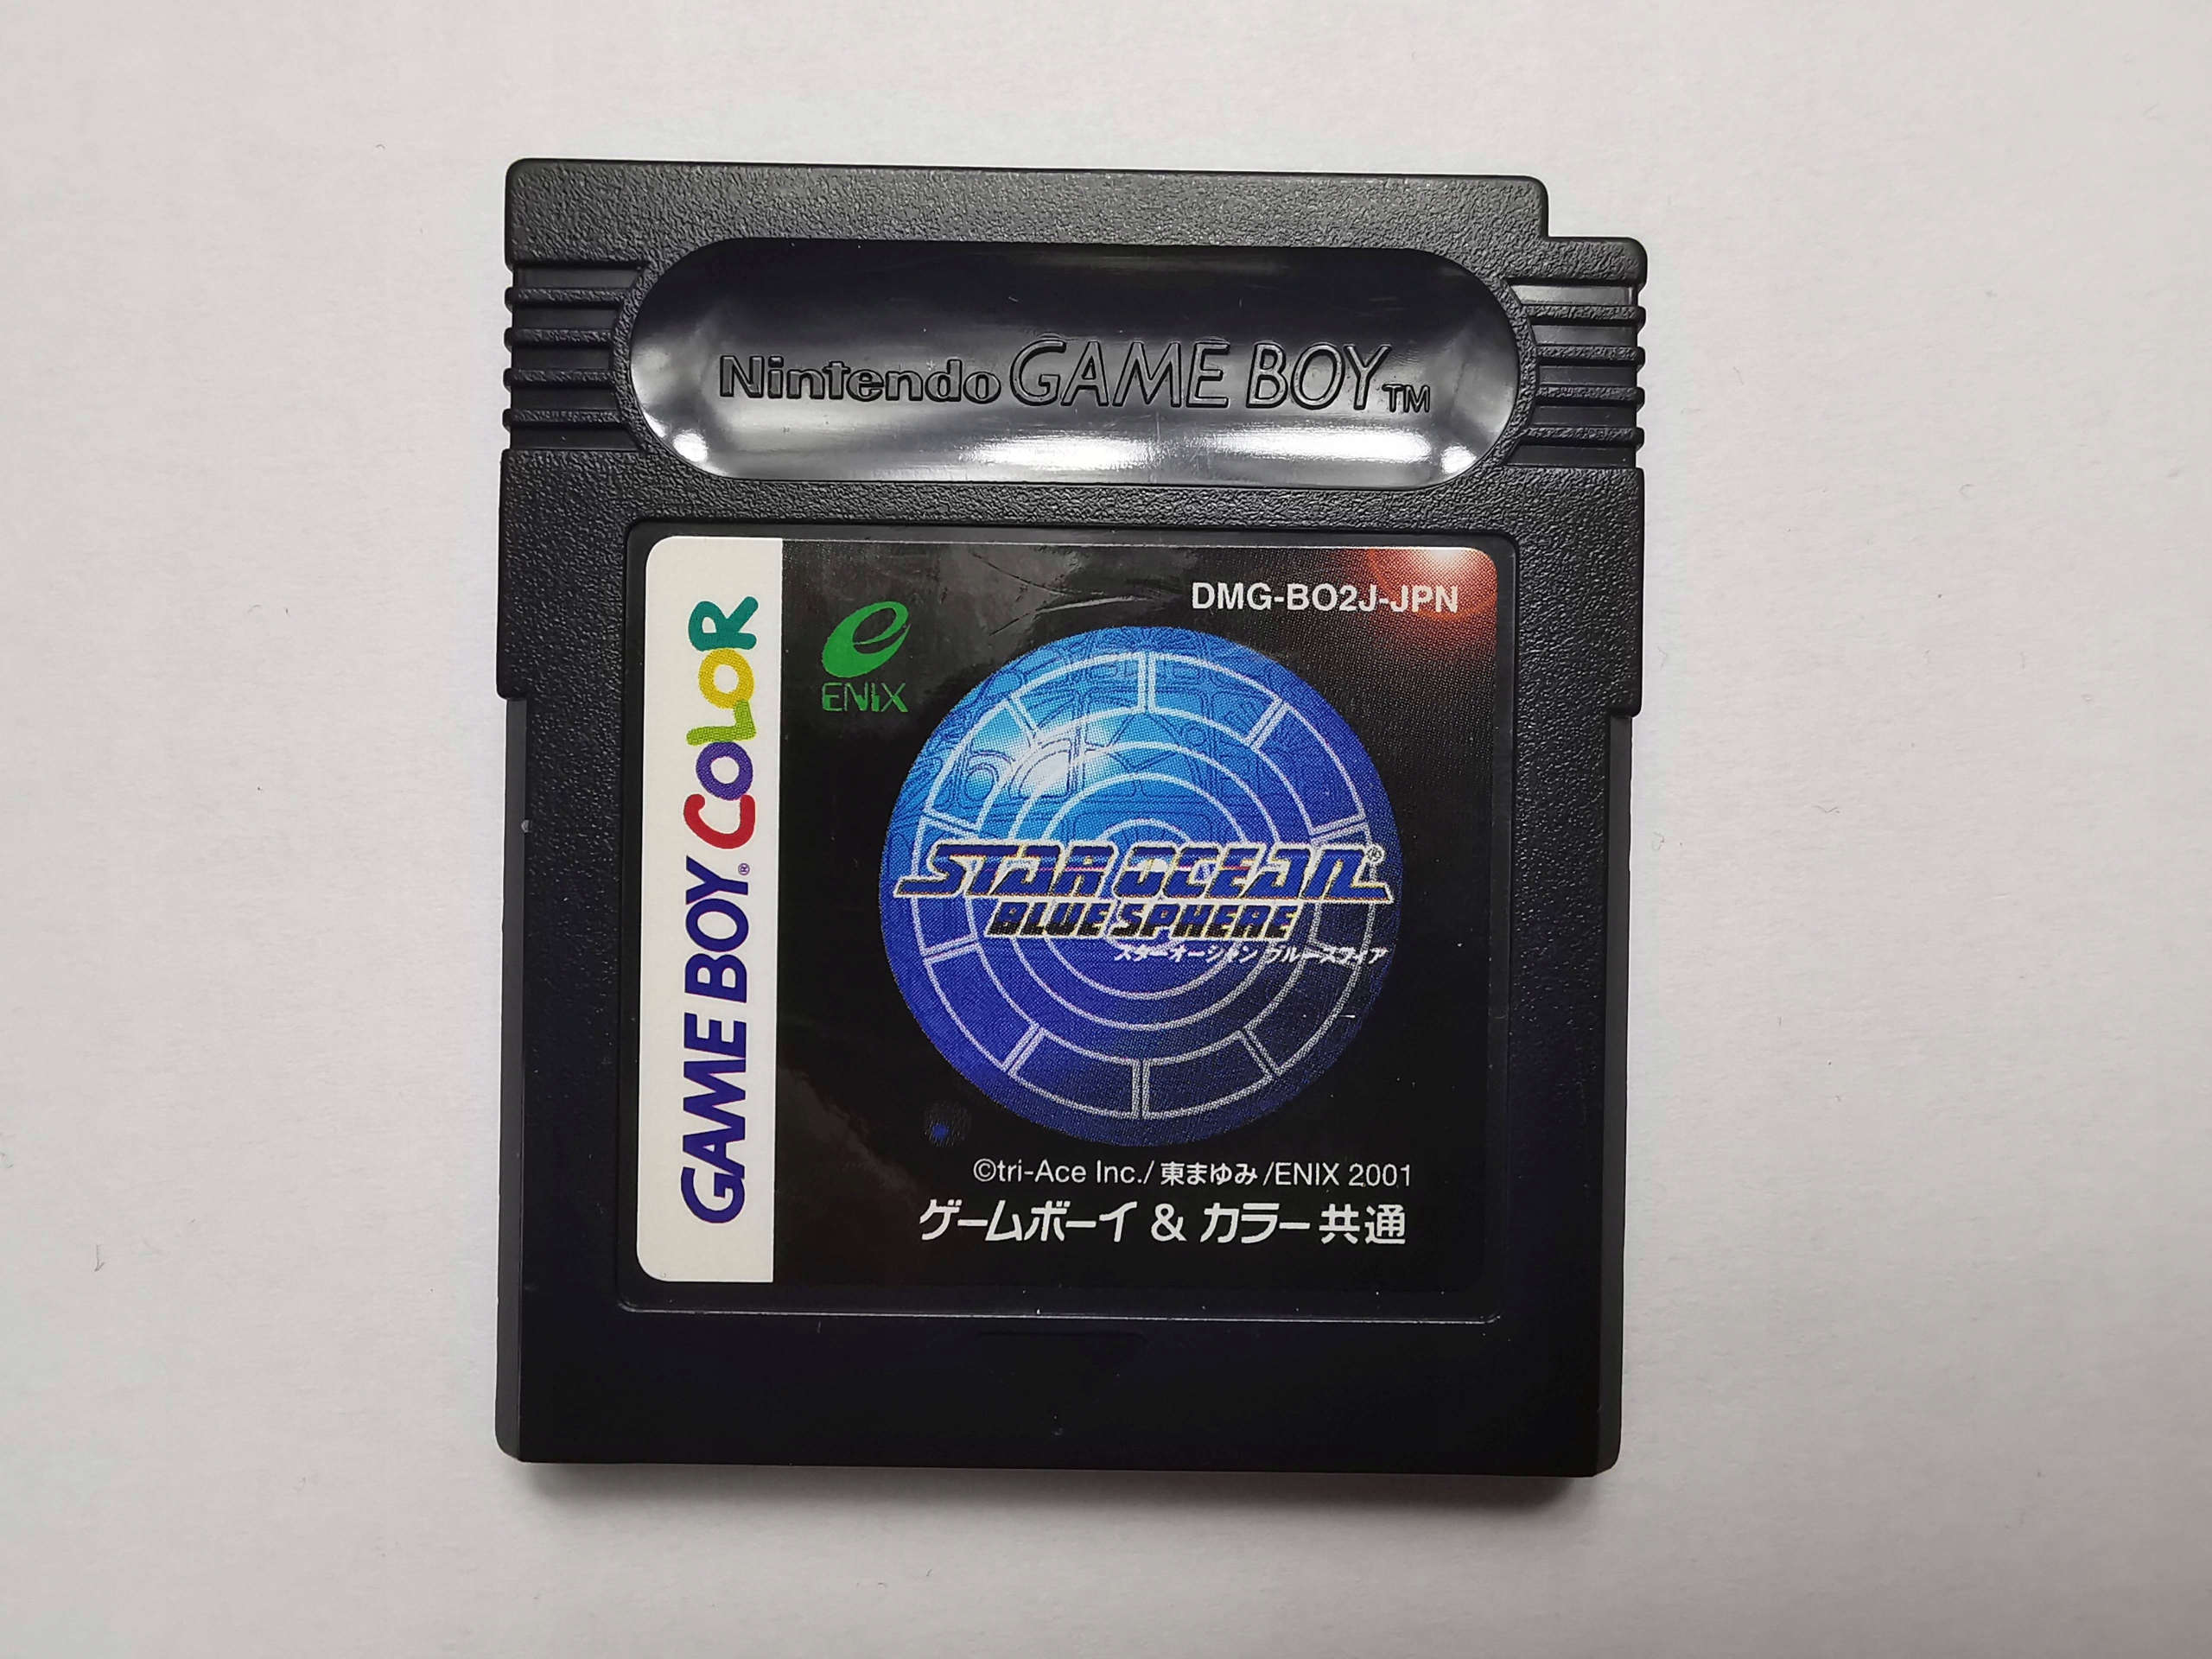 Nintendo GAME BOY TM
GAME BOY® COLOR
DMG-BO2J-JPN
ENIX
STAR OCEAN®
BLUE SPHERE
スターオーシャン ブルースフィア
©tri-Ace Inc./東まゆみ/ENIX 2001
ゲームボーイ & カラー共通